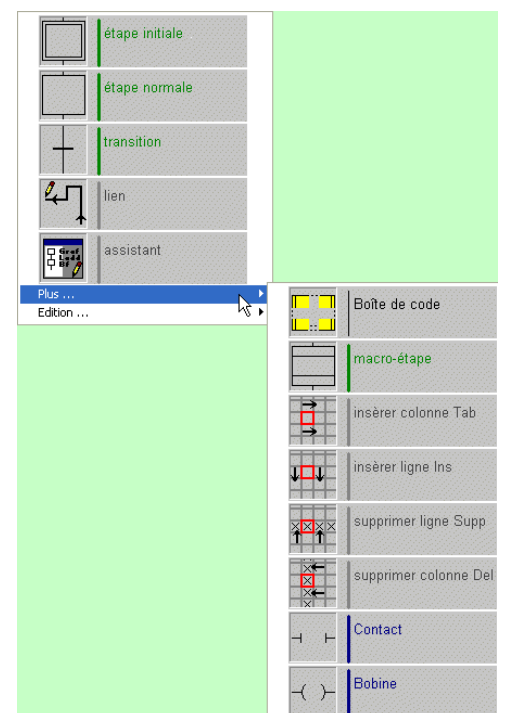 étape initiale
étape normale
transition
lien
assistant
Plus ...
Edition ...
Boîte de code
macro-étape
insèrer colonne Tab
insèrer ligne Ins
supprimer ligne Supp
supprimer colonne Del
Contact
Bobine